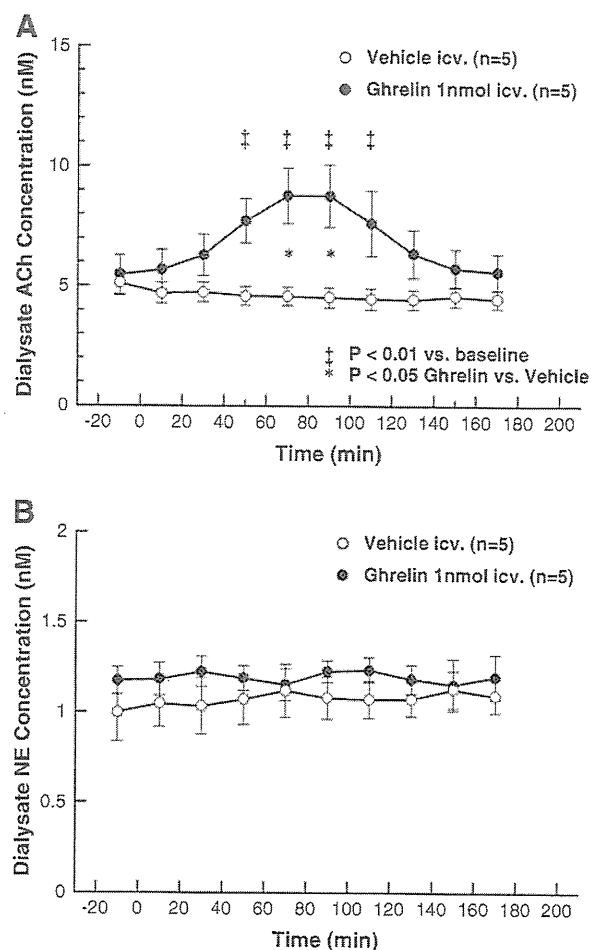 A
Dialysate ACh Concentration (nM)
15
10
5
0
Vehicle icv. (n=5)
Ghrelin 1nmol icv. (n=5)
‡ ‡ ‡ ‡
* *
‡ P < 0.01 vs. baseline
* P < 0.05 Ghrelin vs. Vehicle
-20 0 20 40 60 80 100 120 140 160 180 200
Time (min)
B
Dialysate NE Concentration (nM)
2
1.5
1
0.5
0
Vehicle icv. (n=5)
Ghrelin 1nmol icv. (n=5)
-20 0 20 40 60 80 100 120 140 160 180 200
Time (min)